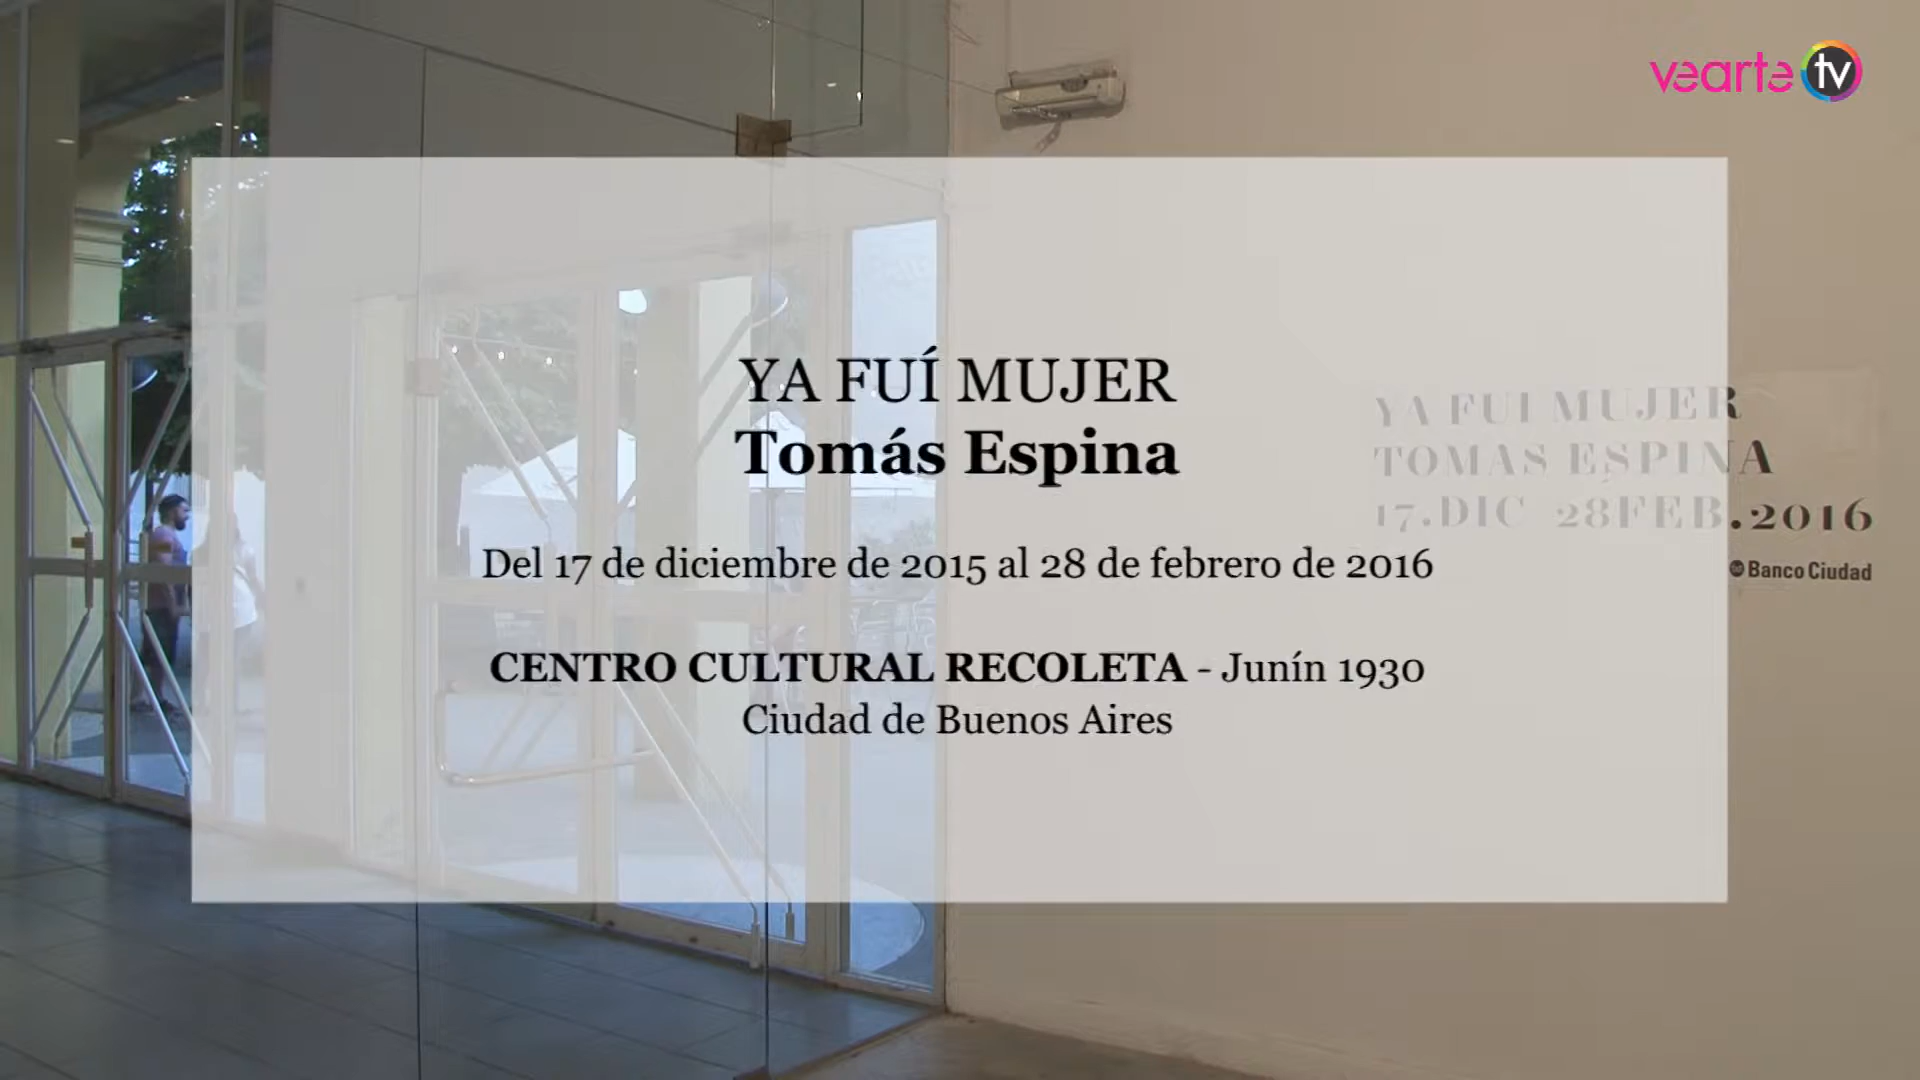 vearte tv
YA FUÍ MUJER
Tomás Espina
Del 17 de diciembre de 2015 al 28 de febrero de 2016
CENTRO CULTURAL RECOLETA - Junín 1930
Ciudad de Buenos Aires
YA FUI MUJER
TOMAS ESPINA
17.DIC 28FEB.2016
Banco Ciudad